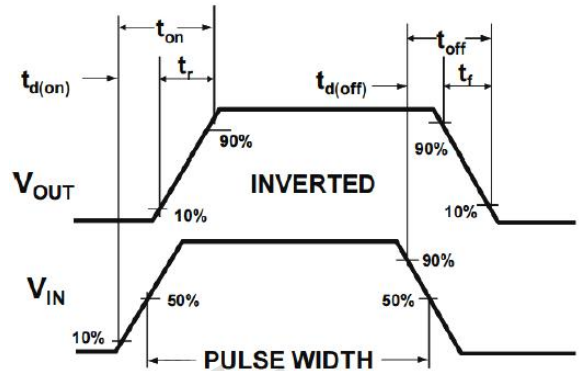 ton
toff
tr
tf
td(on)
td(off)
90%
90%
VOUT
INVERTED
10%
10%
90%
VIN
50%
50%
10%
PULSE WIDTH